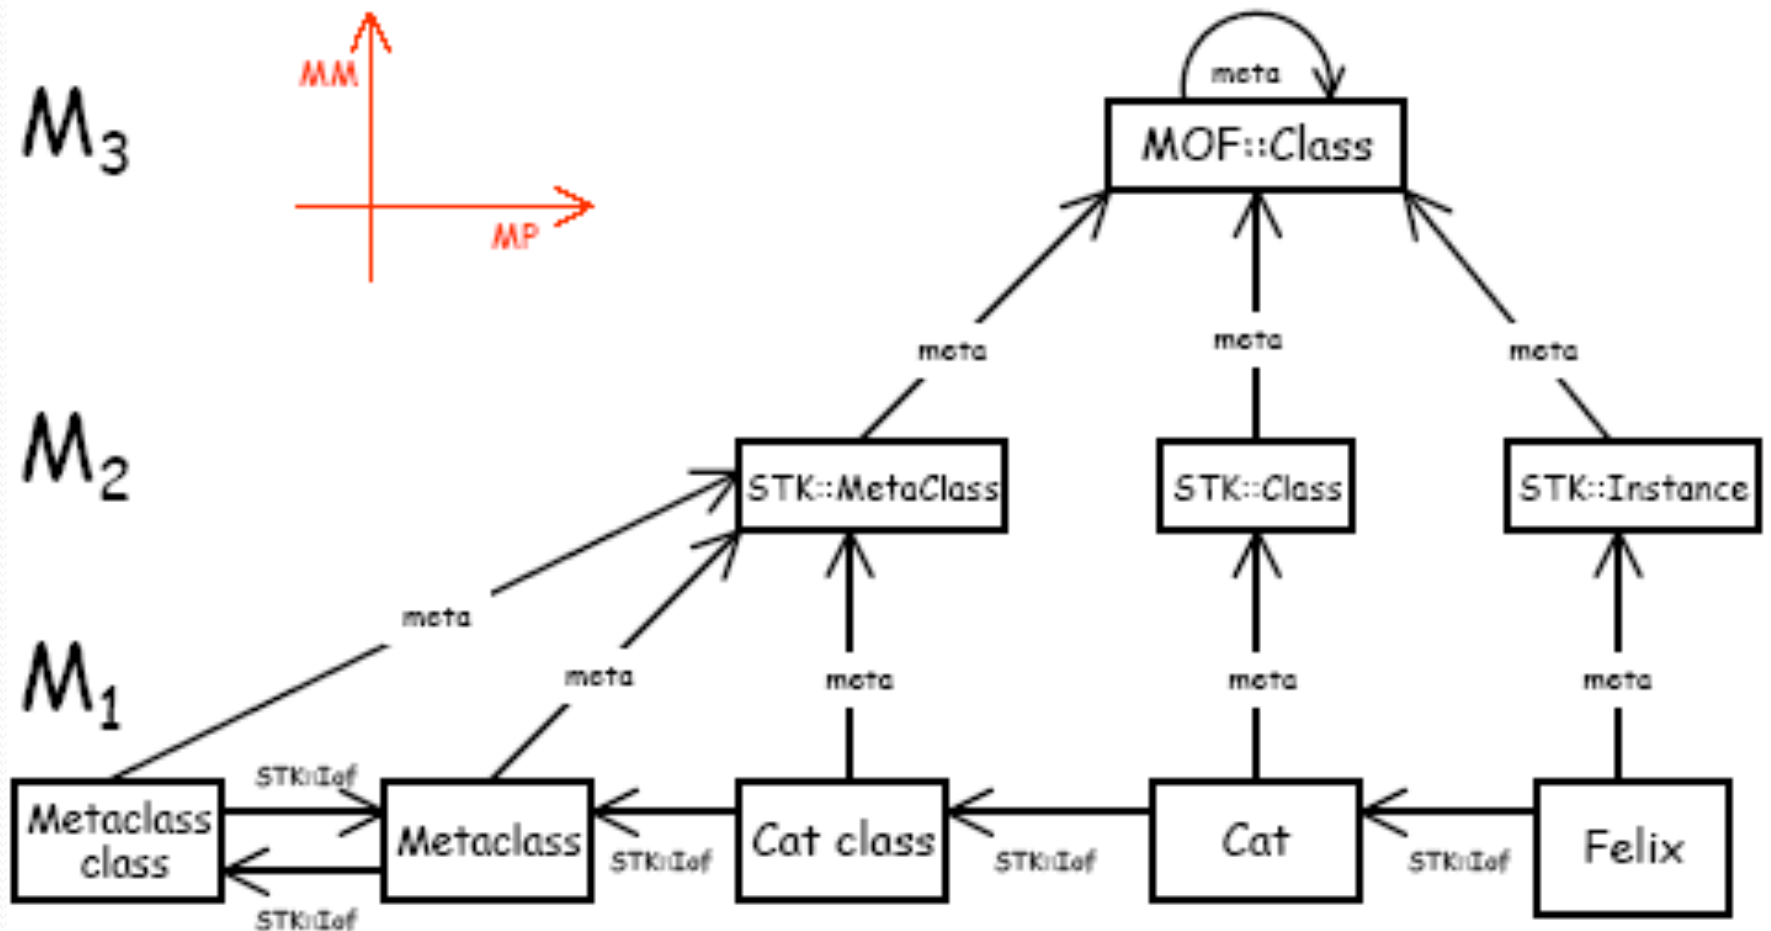 meta
MM
M3
MOF::Class
MP
meta
meta
meta
M2
STK::MetaClass
STK::Class
STK::Instance
meta
M1
meta
meta
meta
meta
STK::Iof
Metaclass
class
Metaclass
Cat class
Cat
Felix
STK::Iof
STK::Iof
STK::Iof
STK::Iof